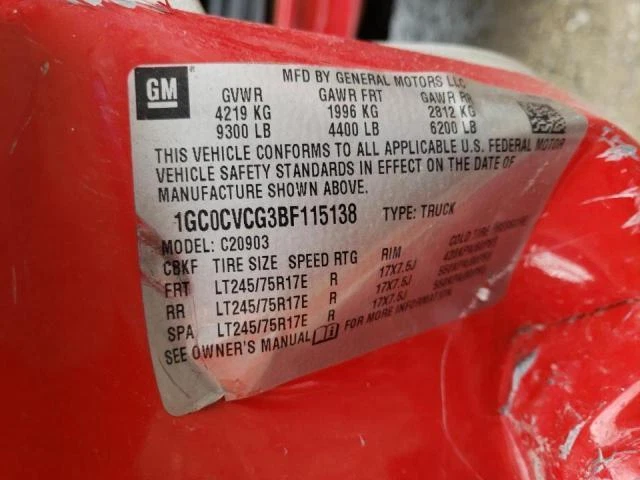 GM
MFD BY GENERAL MOTORS LLC
GVWR GAWR FRT GAWR RR
4219 KG 1996 KG 2812 KG
9300 LB 4400 LB 6200 LB
THIS VEHICLE CONFORMS TO ALL APPLICABLE U.S. FEDERAL MOTOR
VEHICLE SAFETY STANDARDS IN EFFECT ON THE DATE OF
MANUFACTURE SHOWN ABOVE.
1GC0CVCG3BF115138 TYPE: TRUCK
MODEL: C20903
CBKF TIRE SIZE SPEED RTG RIM COLD TIRE PRESSURE
FRT LT245/75R17E R 17X7.5J
RR LT245/75R17E R 17X7.5J
SPA LT245/75R17E R 17X7.5J
SEE OWNER'S MANUAL FOR MORE INFORMATION.